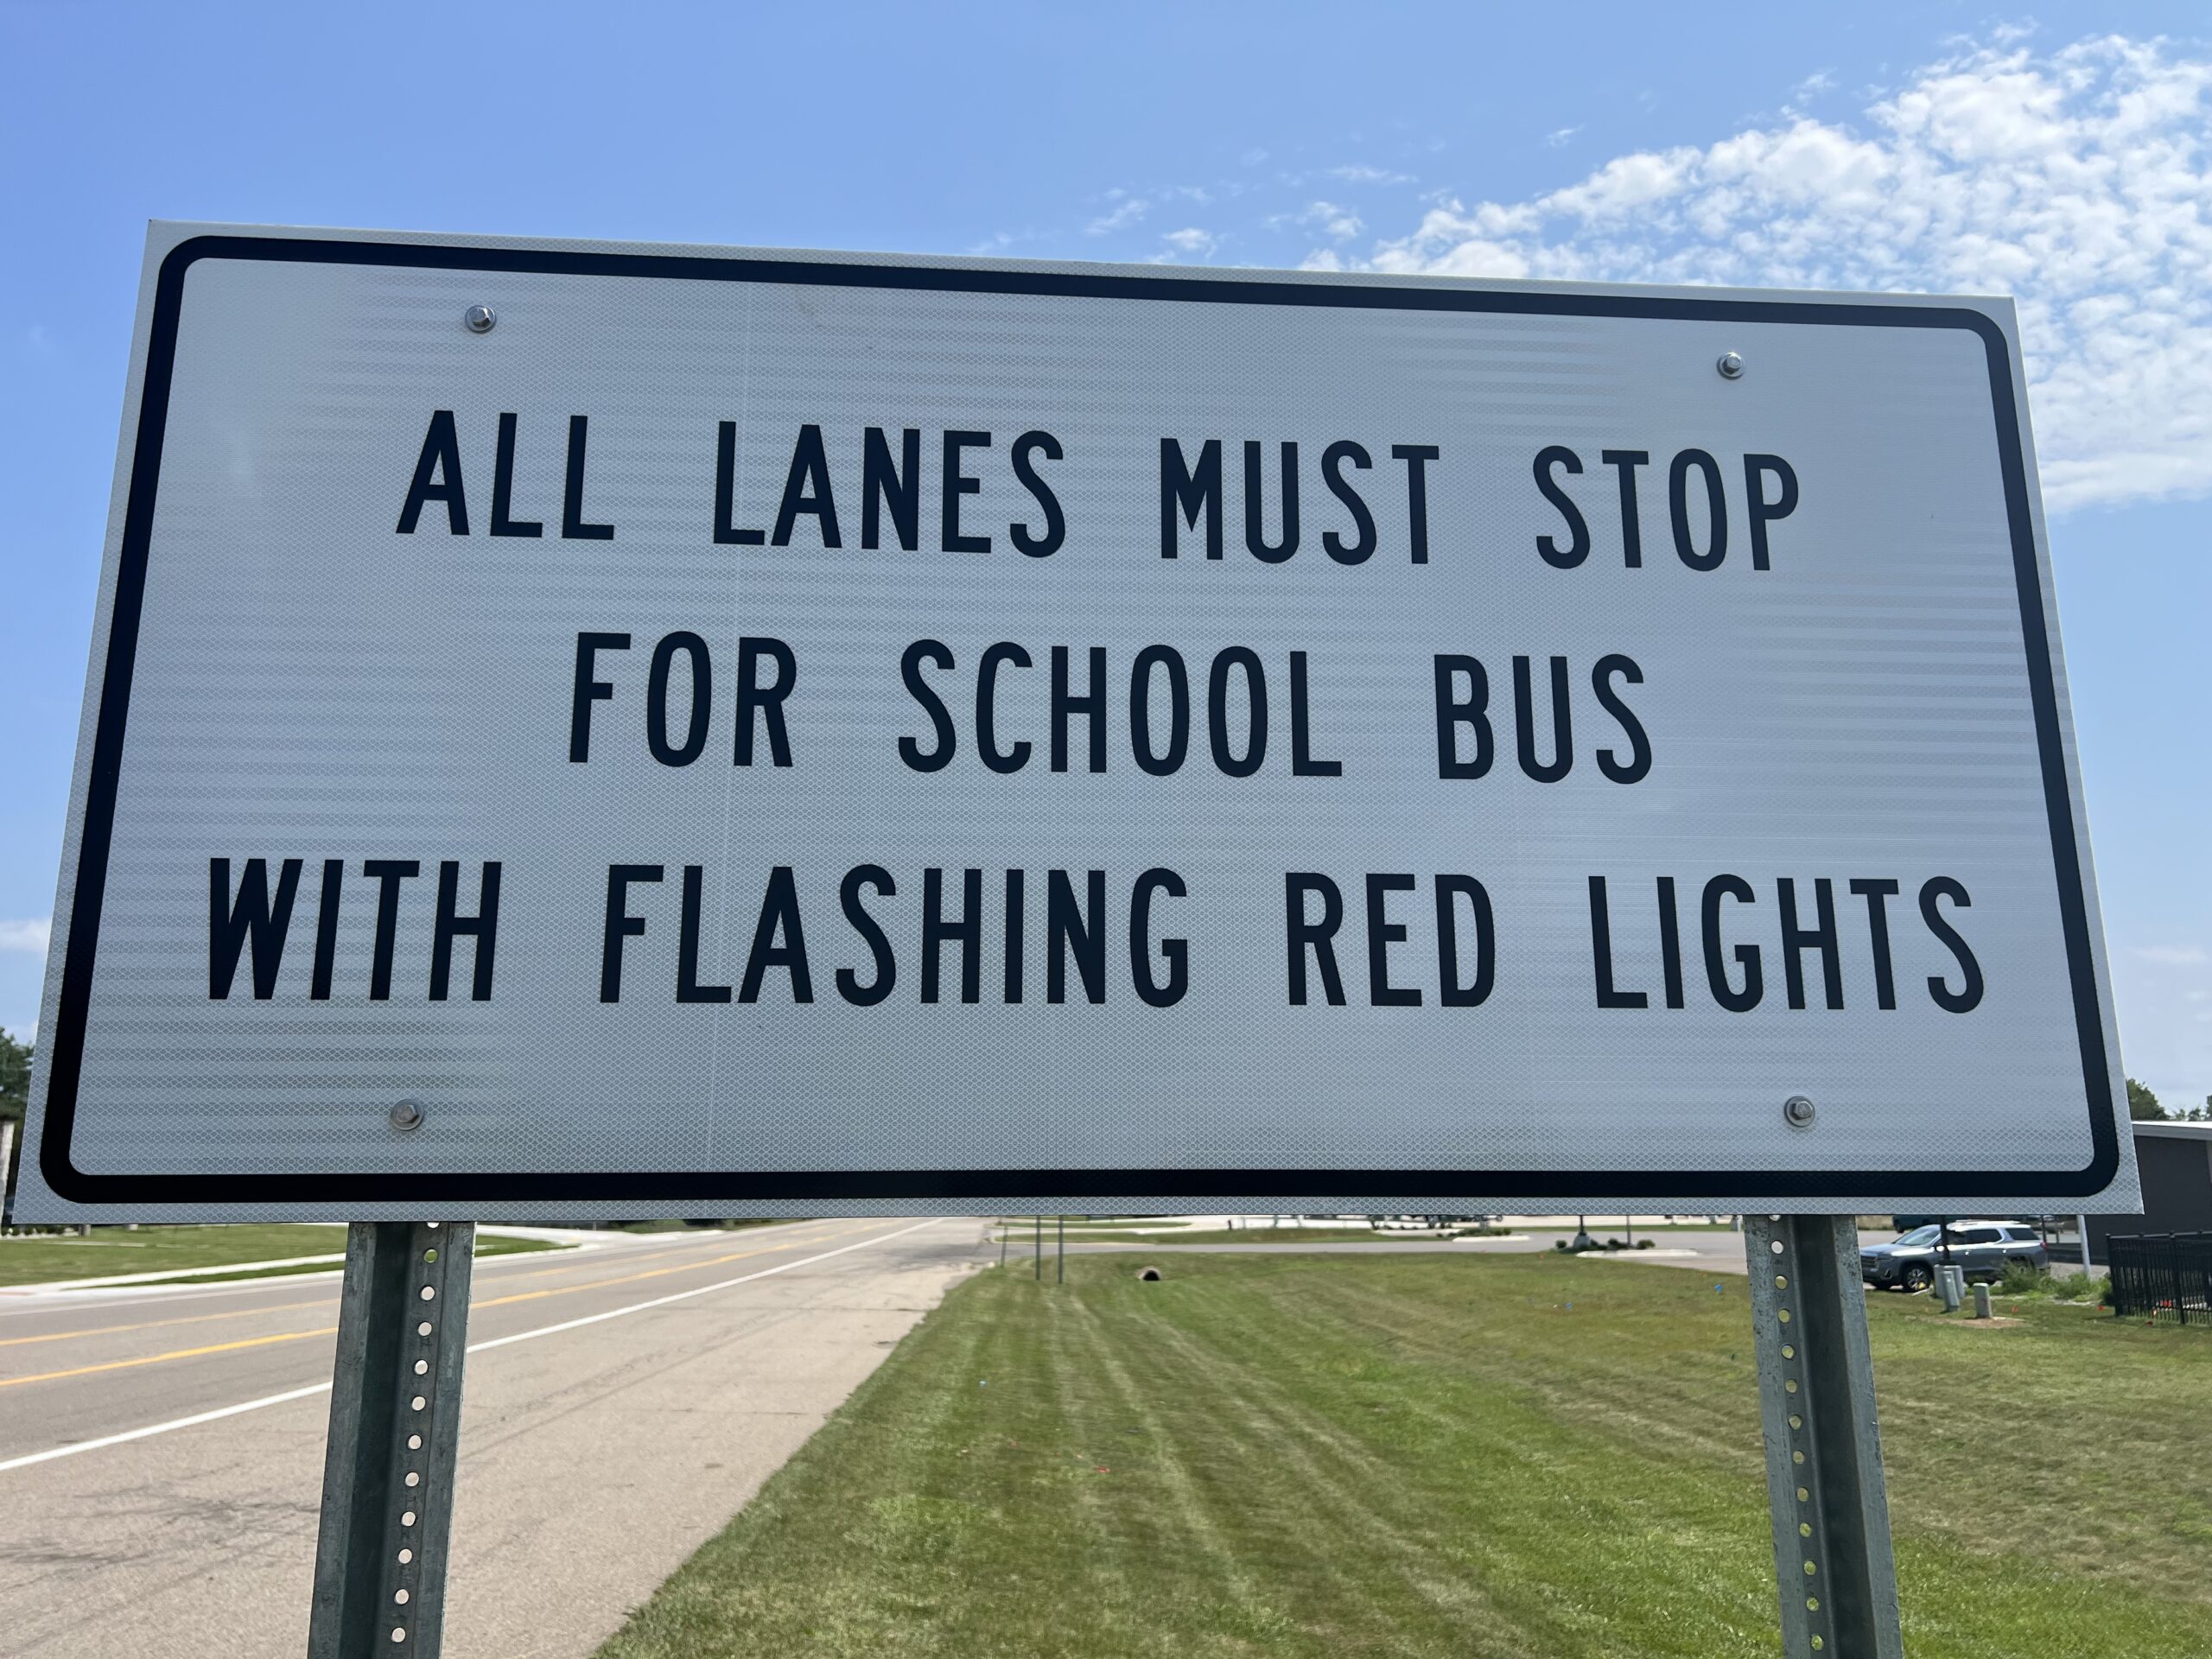 ALL LANES MUST STOP
FOR SCHOOL BUS
WITH FLASHING RED LIGHTS